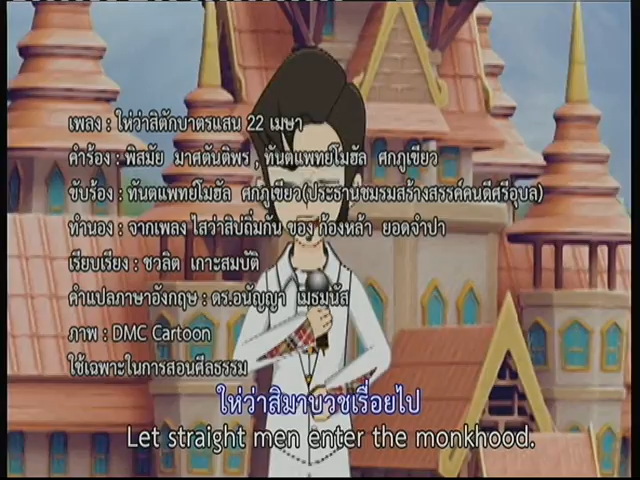 เพลง : ให่ว่าสิตักบาตรแสน 22 เมษา
คำร้อง : พิสมัย มาศตันติพร , ทันตแพทย์โมฮัล ศกภูเขียว
ขับร้อง : ทันตแพทย์โมฮัล ศกภูเขียว(ประธานชมรมสร้างสรรค์คนดีศรีอุบล)
ทำนอง : จากเพลง ไสว่าสิบ่ถิ่มกัน ของ ก้องหล้า ยอดจำปา
เรียบเรียง : ชวลิต เกาะสมบัติ
คำแปลภาษาอังกฤษ : ดร.อนัญญา เมธมนัส
ภาพ : DMC Cartoon
ใช้เฉพาะในการสอนศีลธรรม
ให่ว่าสิมาบวชเรื่อยไป
Let straight men enter the monkhood.